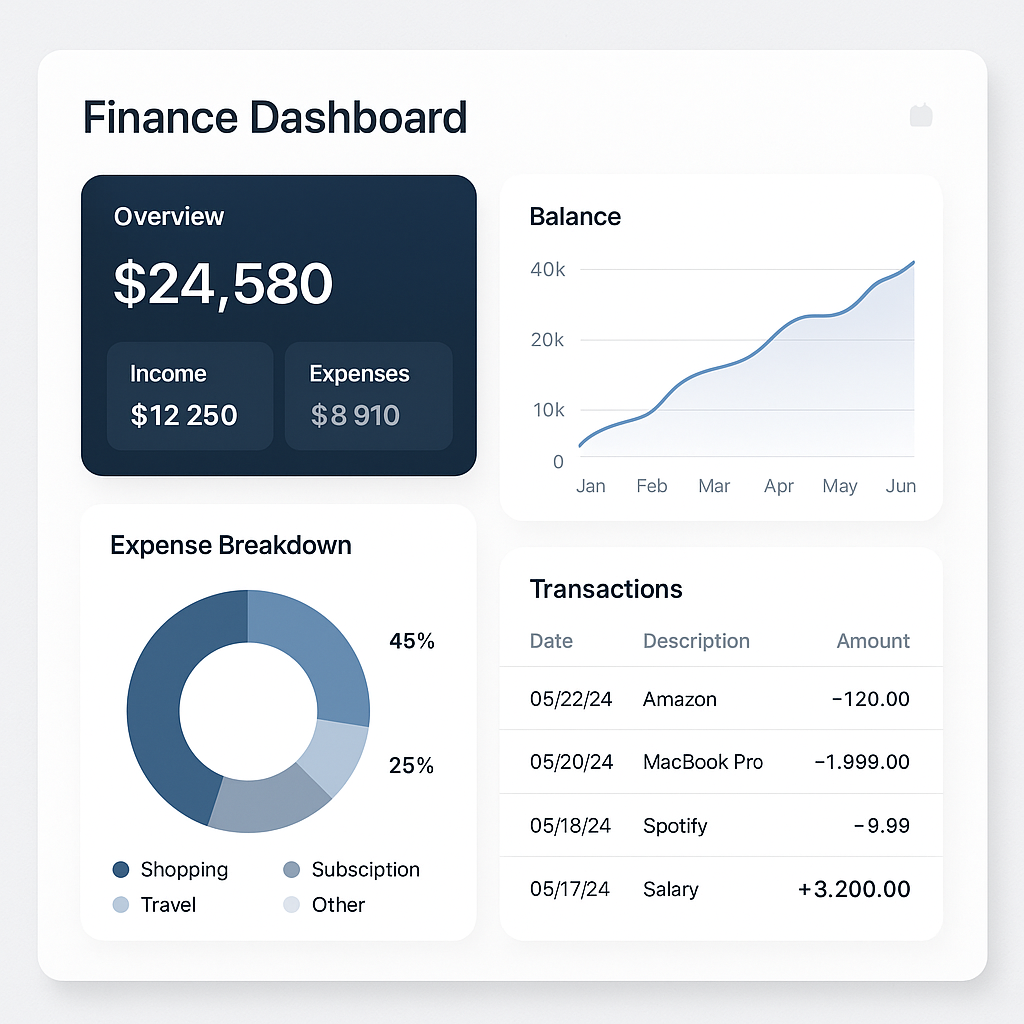 Finance Dashboard
Overview
$24,580
Income
$12 250
Expenses
$8 910
Balance
40k
20k
10k
0
Jan Feb Mar Apr May Jun
Expense Breakdown
45%
25%
Shopping
Subsciption
Travel
Other
Transactions
Date Description Amount
05/22/24 Amazon −120.00
05/20/24 MacBook Pro −1.999.00
05/18/24 Spotify −9.99
05/17/24 Salary +3.200.00